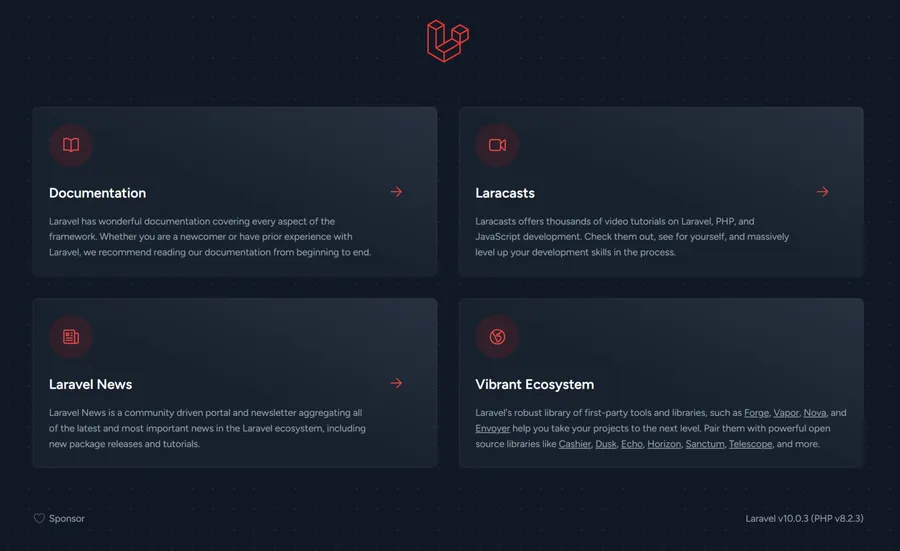 Documentation
Laravel has wonderful documentation covering every aspect of the
framework. Whether you are a newcomer or have prior experience with
Laravel, we recommend reading our documentation from beginning to end.
Laracasts
Laracasts offers thousands of video tutorials on Laravel, PHP, and
JavaScript development. Check them out, see for yourself, and massively
level up your development skills in the process.
Laravel News
Laravel News is a community driven portal and newsletter aggregating all
of the latest and most important news in the Laravel ecosystem, including
new package releases and tutorials.
Vibrant Ecosystem
Laravel's robust library of first-party tools and libraries, such as Forge, Vapor, Nova, and
Envoyer help you take your projects to the next level. Pair them with powerful open
source libraries like Cashier, Dusk, Echo, Horizon, Sanctum, Telescope, and more.
Sponsor
Laravel v10.0.3 (PHP v8.2.3)